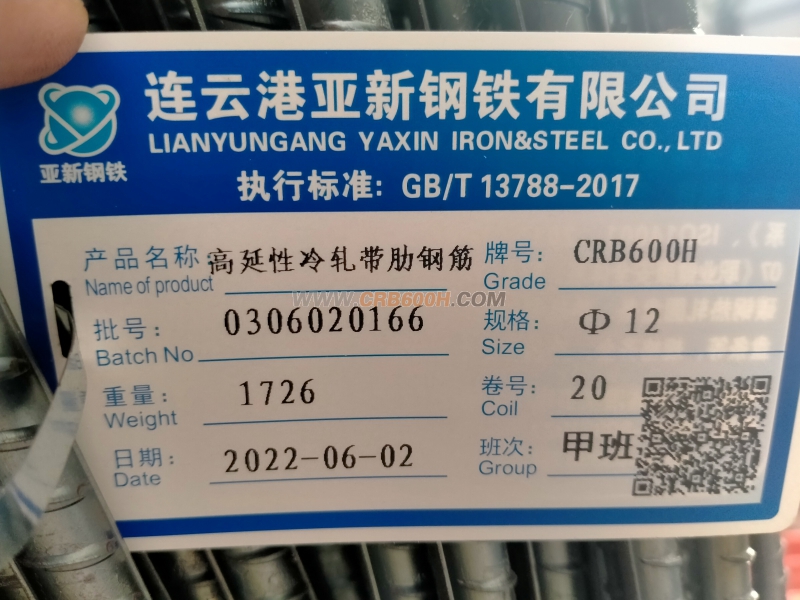 连云港亚新钢铁有限公司
LIANYUNGANG YAXIN IRON&STEEL CO.,LTD
亚新钢铁
执行标准: GB/T 13788-2017
产品名称 高延性冷轧带肋钢筋 牌号: CRB600H
Name of product Grade
WWW.CRB600H.COM
批号: 0306020166 规格: Φ 12
Batch No Size
重量: 1726 卷号: 20
Weight Coil
日期: 2022-06-02 班次: 甲班
Date Group